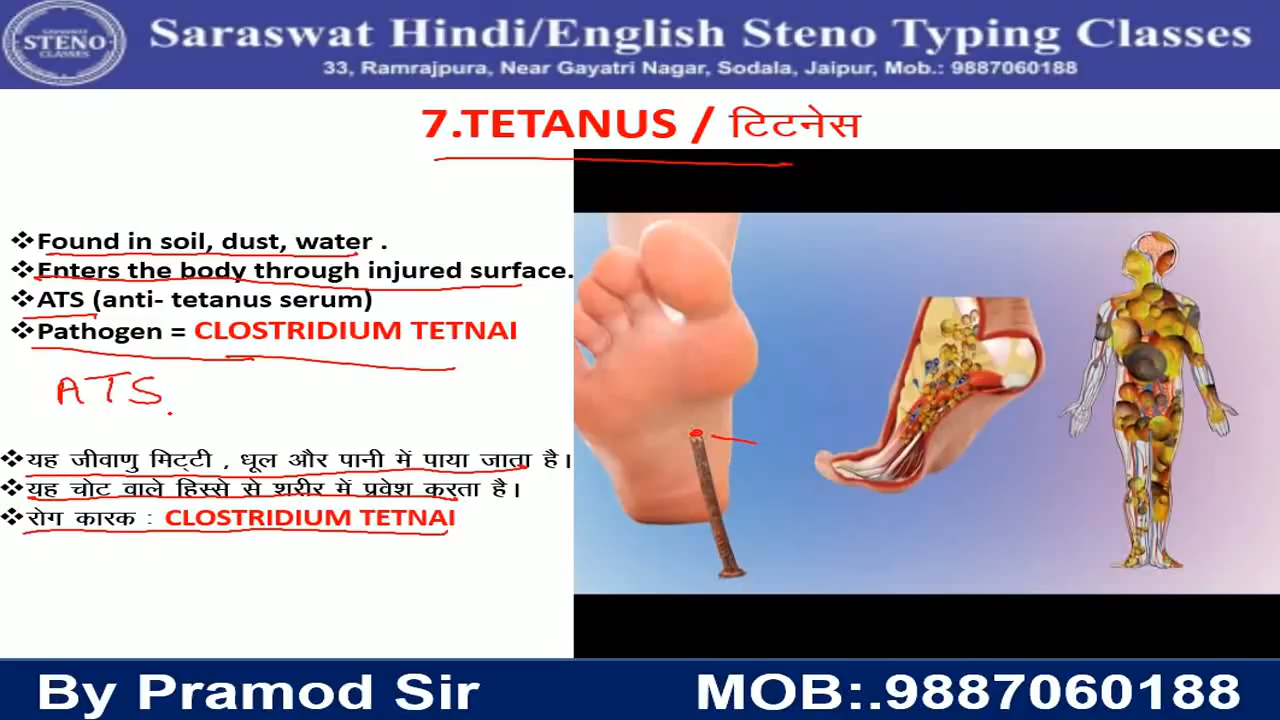 STENO
CLASSES
Saraswat Hindi/English Steno Typing Classes
33, Ramrajpura, Near Gayatri Nagar, Sodala, Jaipur, Mob.: 9887060188
7.TETANUS / टिटनेस
❖Found in soil, dust, water .
❖Enters the body through injured surface.
❖ATS (anti- tetanus serum)
❖Pathogen = CLOSTRIDIUM TETNAI
ATS
❖यह जीवाणु मिट्टी , धूल और पानी में पाया जाता है।
❖यह चोट वाले हिस्से से शरीर में प्रवेश करता है।
❖रोग कारक : CLOSTRIDIUM TETNAI
By Pramod Sir
MOB:.9887060188